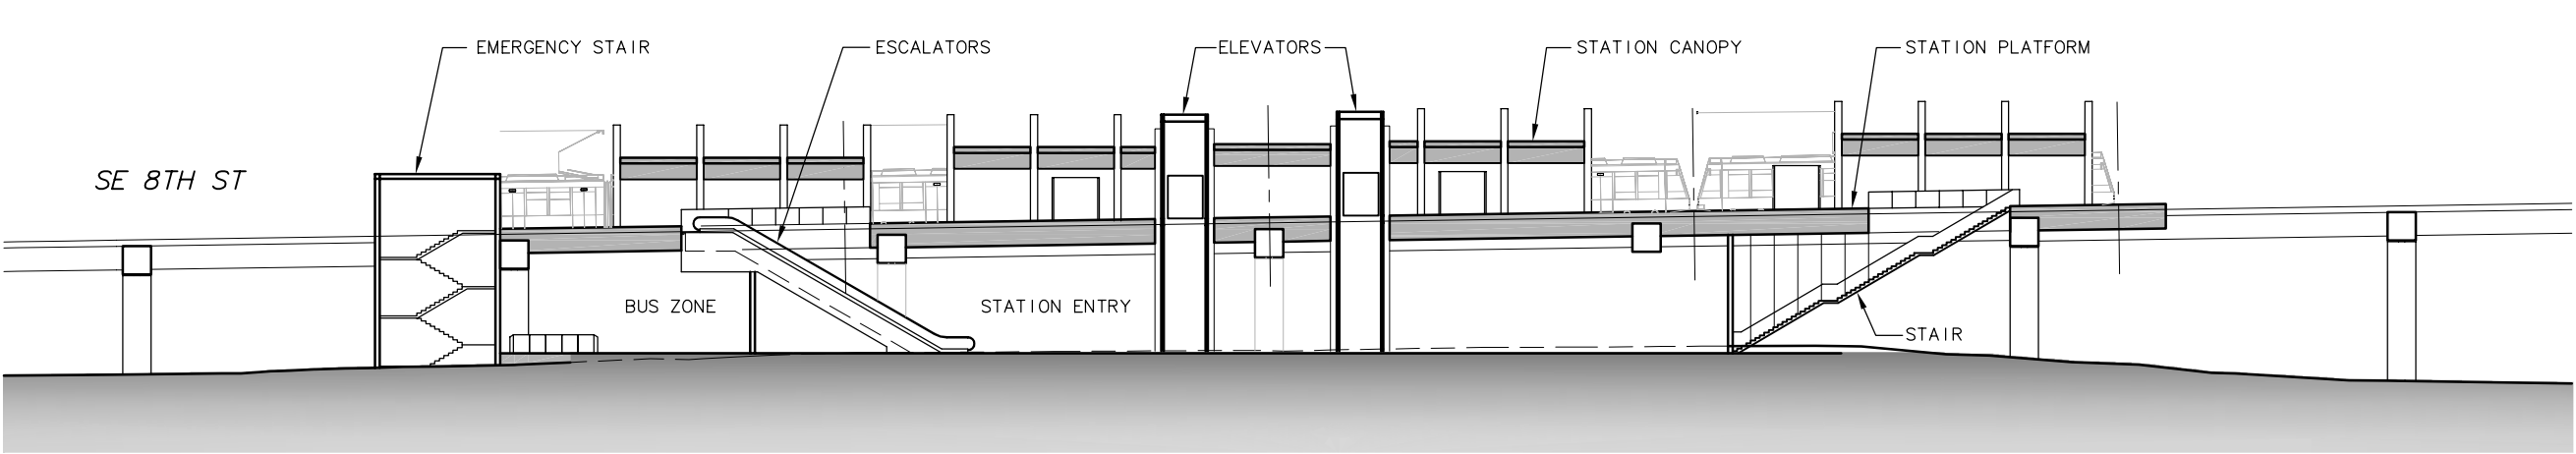 EMERGENCY STAIR
ESCALATORS
ELEVATORS
STATION CANOPY
STATION PLATFORM
SE 8TH ST
BUS ZONE
STATION ENTRY
STAIR